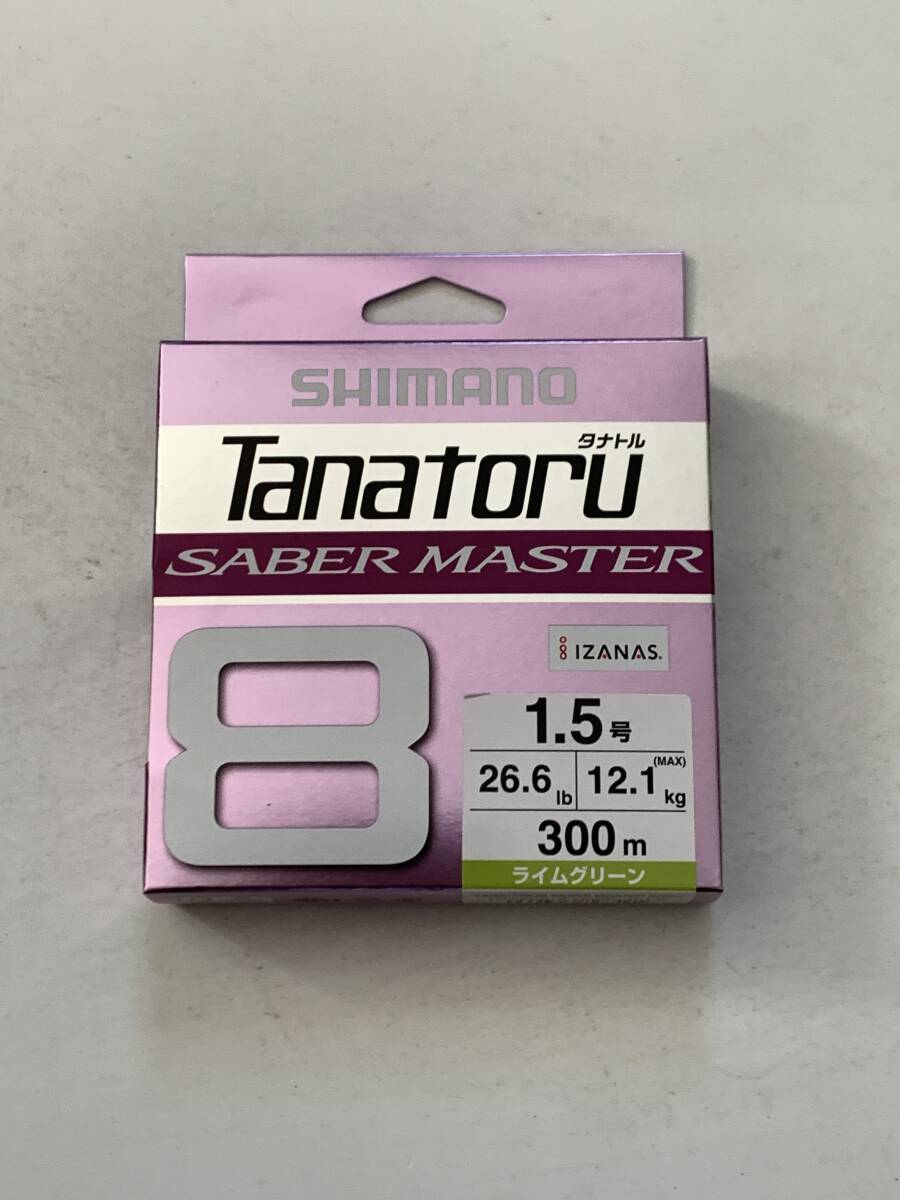 SHIMANO
タナトル
Tanatoru
SABER MASTER
8
IZANAS.
1.5号
26.6 lb 12.1 kg (MAX)
300 m
ライムグリーン